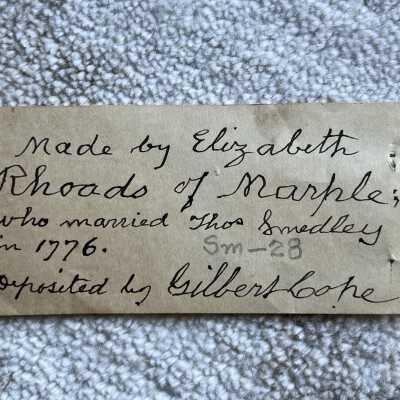 Made by Elizabeth
Rhoads of Marple;
who married Thos Smedley
in 1776.
Sm-28
Deposited by Gilbert Cope